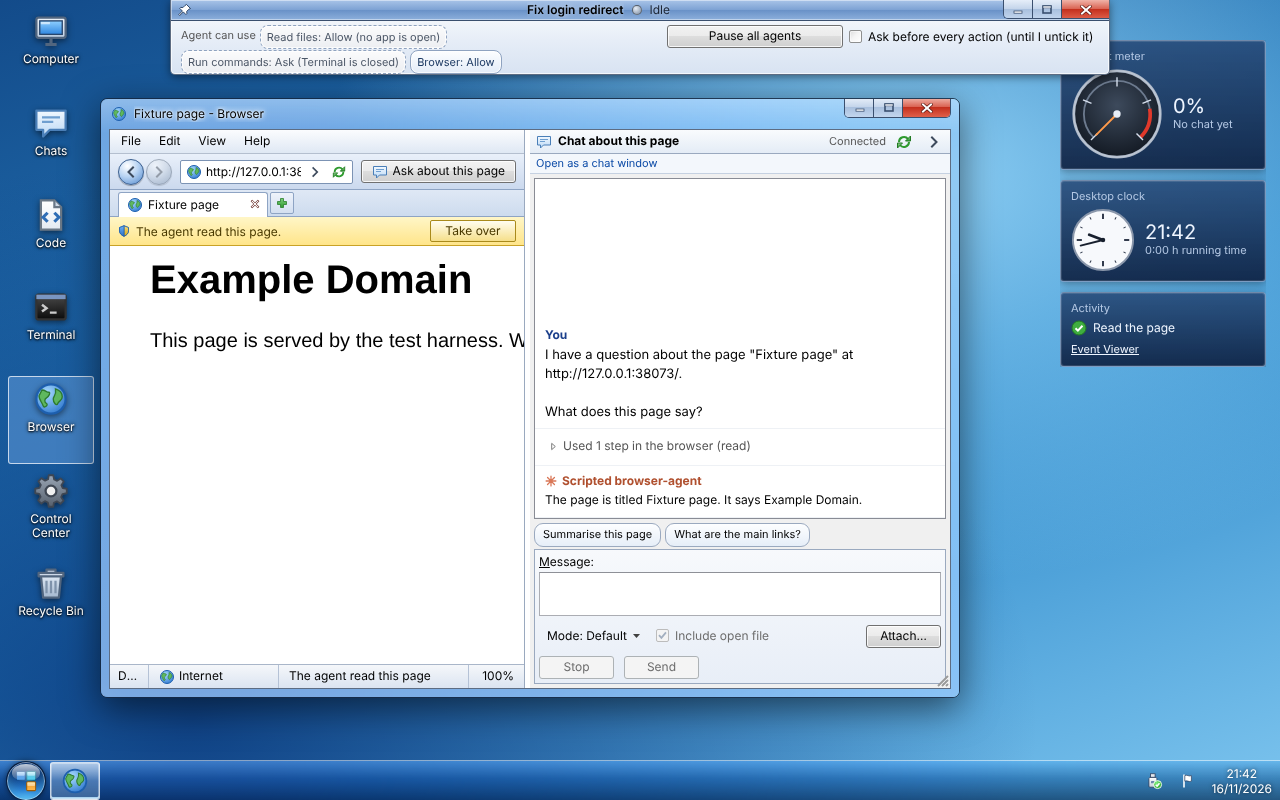 Fix login redirect Idle
Agent can use Read files: Allow (no app is open)
Run commands: Ask (Terminal is closed) Browser: Allow
Pause all agents Ask before every action (until I untick it)
Computer
Chats
Code
Terminal
Browser
Control
Center
Recycle Bin
Fixture page - Browser
File Edit View Help
http://127.0.0.1:38 Ask about this page
Fixture page
The agent read this page. Take over
Example Domain
This page is served by the test harness. W
D... Internet The agent read this page 100%
Chat about this page Connected
Open as a chat window
You
I have a question about the page "Fixture page" at
http://127.0.0.1:38073/.
What does this page say?
Used 1 step in the browser (read)
Scripted browser-agent
The page is titled Fixture page. It says Example Domain.
Summarise this page What are the main links?
Message:
Mode: Default Include open file Attach...
Stop Send
meter
0%
No chat yet
Desktop clock
21:42
0:00 h running time
Activity
Read the page
Event Viewer
21:42
16/11/2026